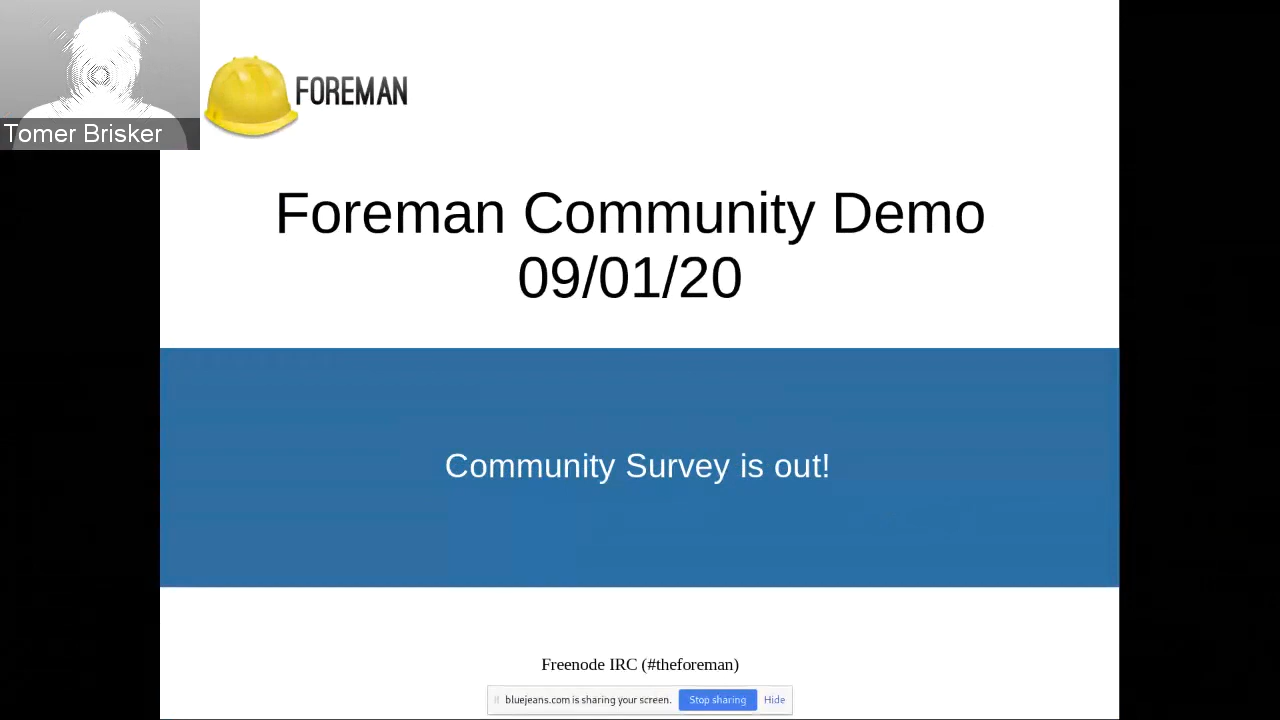 Tomer Brisker
FOREMAN
Foreman Community Demo
09/01/20
Community Survey is out!
Freenode IRC (#theforeman)
bluejeans.com is sharing your screen. Stop sharing Hide